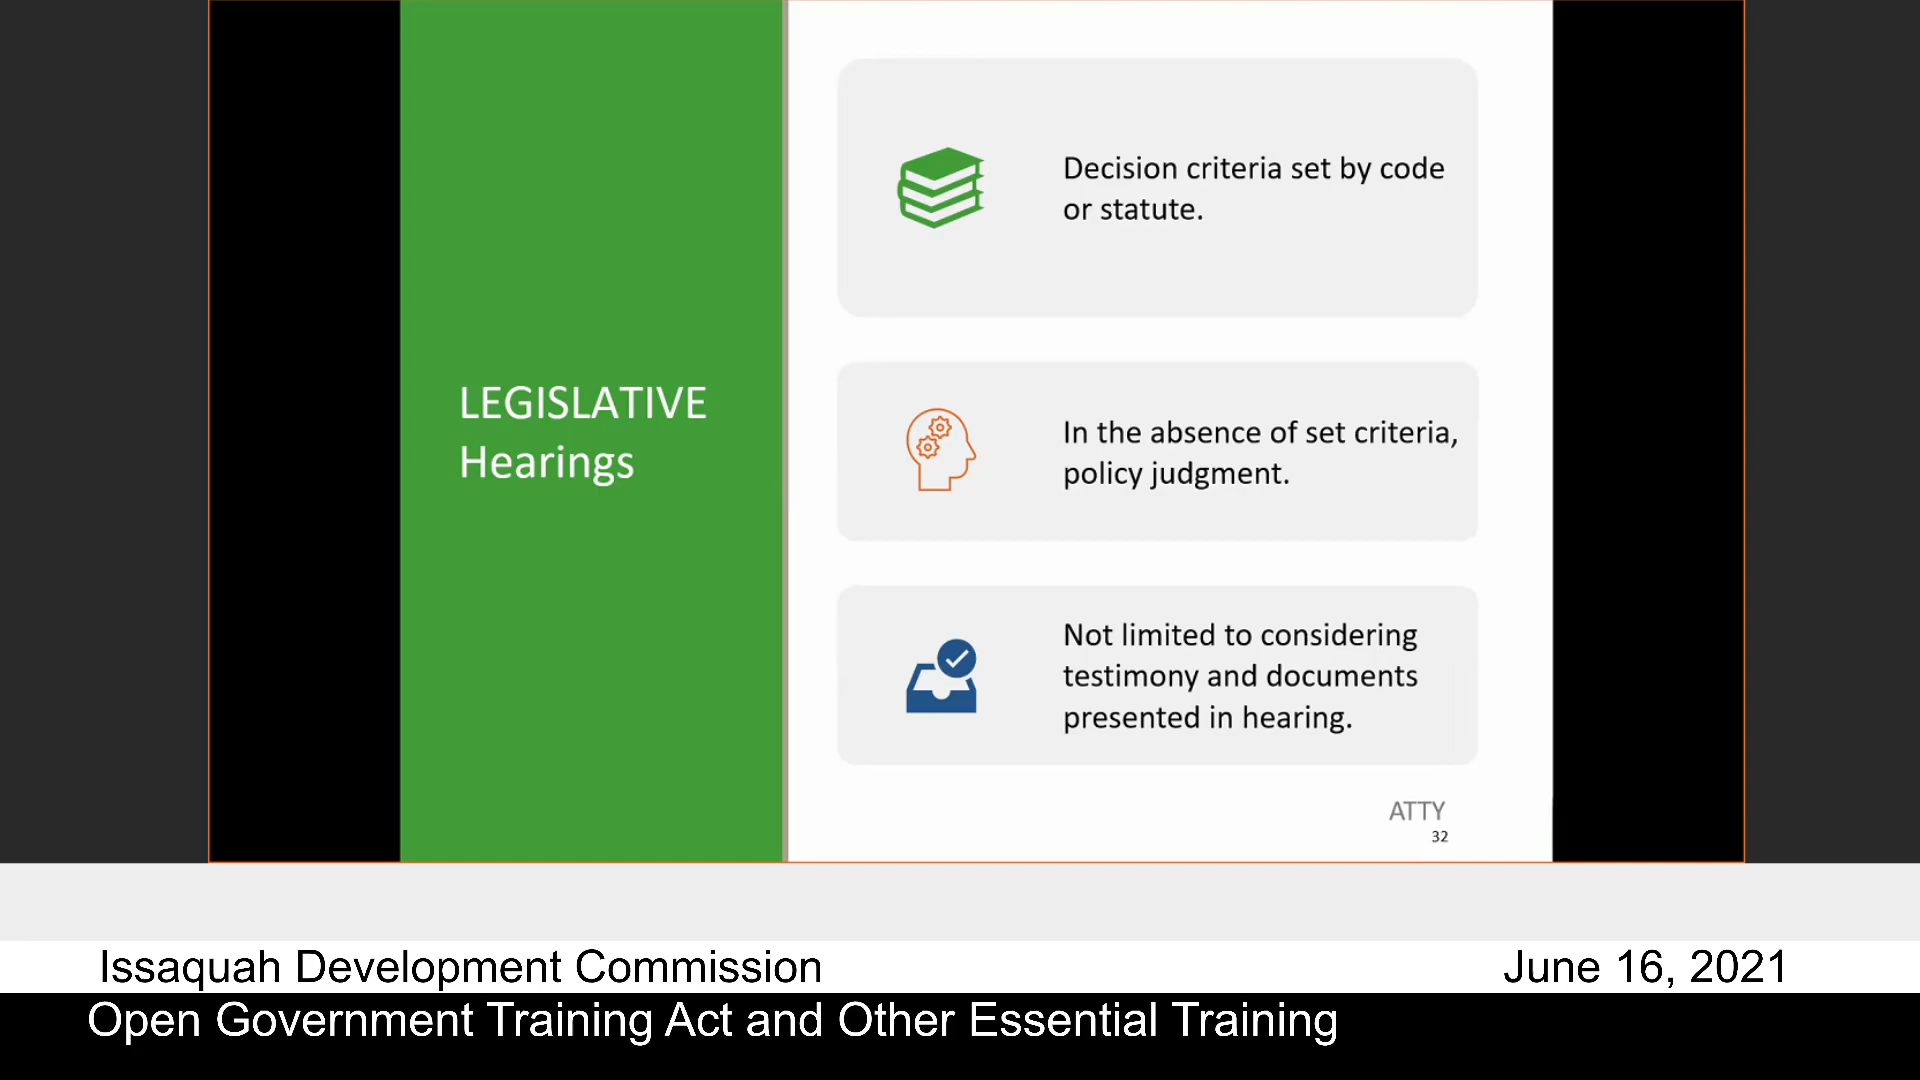 LEGISLATIVE
Hearings
Decision criteria set by code
or statute.
In the absence of set criteria,
policy judgment.
Not limited to considering
testimony and documents
presented in hearing.
ATTY
32
Issaquah Development Commission
June 16, 2021
Open Government Training Act and Other Essential Training